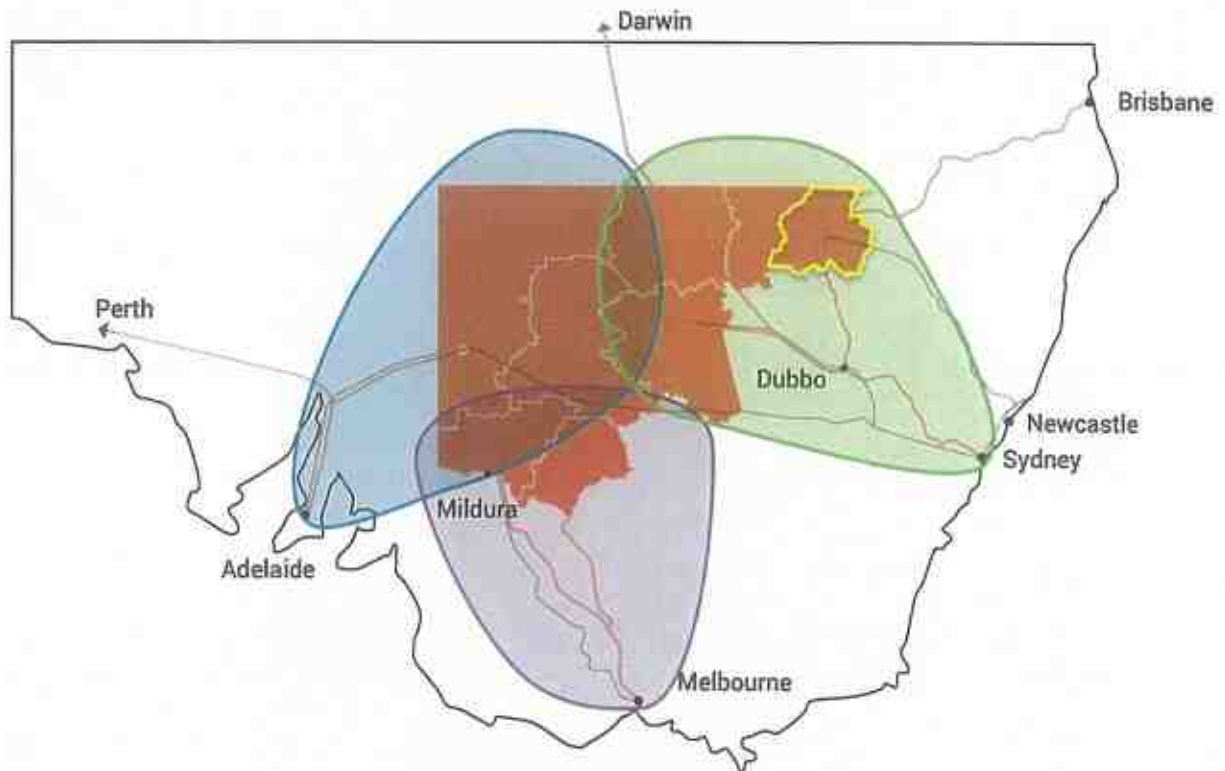 Darwin
Brisbane
Perth
Dubbo
Newcastle
Sydney
Mildura
Adelaide
Melbourne